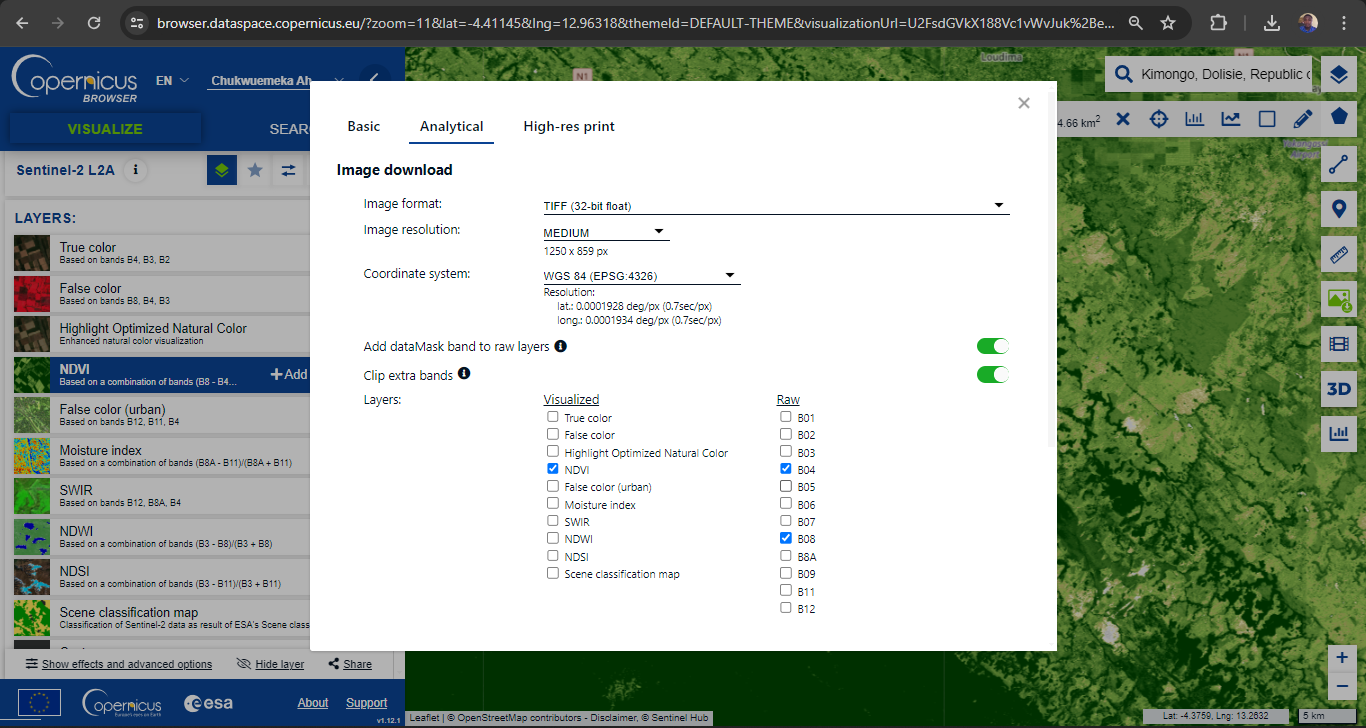 browser.dataspace.copernicus.eu/?zoom=11&lat=-4.41145&lng=12.96318&themeId=DEFAULT-THEME&visualizationUrl=U2FsdGVkX188Vc1vWvJuk%2Be...
Copernicus
BROWSER
EN
Chukwuemeka Ah
VISUALIZE
SEAR
Sentinel-2 L2A
LAYERS:
True color
Based on bands B4, B3, B2
False color
Based on bands B8, B4, B3
Highlight Optimized Natural Color
Enhanced natural color visualization
NDVI
Based on a combination of bands (B8 - B4...
+Add
False color (urban)
Based on bands B12, B11, B4
Moisture index
Based on a combination of bands (B8A - B11)/(B8A + B11)
SWIR
Based on bands B12, B8A, B4
NDWI
Based on a combination of bands (B3 - B8)/(B3 + B8)
NDSI
Based on a combination of bands (B3 - B11)/(B3 + B11)
Scene classification map
Classification of Sentinel-2 data as result of ESA's Scene class
Show effects and advanced options
Hide layer
Share
Copernicus
Europe's eyes on Earth
esa
About
Support
v1.12.1
Basic
Analytical
High-res print
Image download
Image format:
TIFF (32-bit float)
Image resolution:
MEDIUM
1250 x 859 px
Coordinate system:
WGS 84 (EPSG:4326)
Resolution:
lat.: 0.0001928 deg/px (0.7sec/px)
long.: 0.0001934 deg/px (0.7sec/px)
Add dataMask band to raw layers
Clip extra bands
Layers:
Visualized
True color
False color
Highlight Optimized Natural Color
NDVI
False color (urban)
Moisture index
SWIR
NDWI
NDSI
Scene classification map
Raw
B01
B02
B03
B04
B05
B06
B07
B08
B8A
B09
B11
B12
N1
Loudima
N1
Kimongo, Dolisie, Republic
4.66 km2
3D
Leaflet | © OpenStreetMap contributors - Disclaimer, © Sentinel Hub
Lat: -4.3759, Lng: 13.2632
5 km